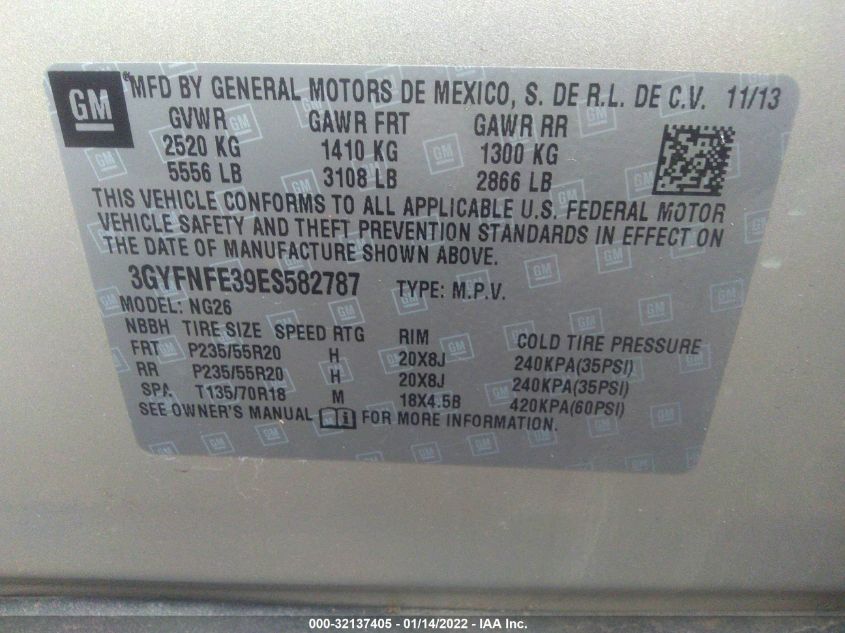 GM
MFD BY GENERAL MOTORS DE MEXICO, S. DE R.L. DE C.V. 11/13
GVWR GAWR FRT GAWR RR
2520 KG 1410 KG 1300 KG
5556 LB 3108 LB 2866 LB
THIS VEHICLE CONFORMS TO ALL APPLICABLE U.S. FEDERAL MOTOR
VEHICLE SAFETY AND THEFT PREVENTION STANDARDS IN EFFECT ON
THE DATE OF MANUFACTURE SHOWN ABOVE.
3GYFNFE39ES582787 TYPE: M.P.V.
MODEL: NG26
NBBH TIRE SIZE SPEED RTG RIM COLD TIRE PRESSURE
FRT P235/55R20 H 20X8J 240KPA(35PSI)
RR P235/55R20 H 20X8J 240KPA(35PSI)
SPA T135/70R18 M 18X4.5B 420KPA(60PSI)
SEE OWNER'S MANUAL FOR MORE INFORMATION.
000-32137405 - 01/14/2022 - IAA Inc.